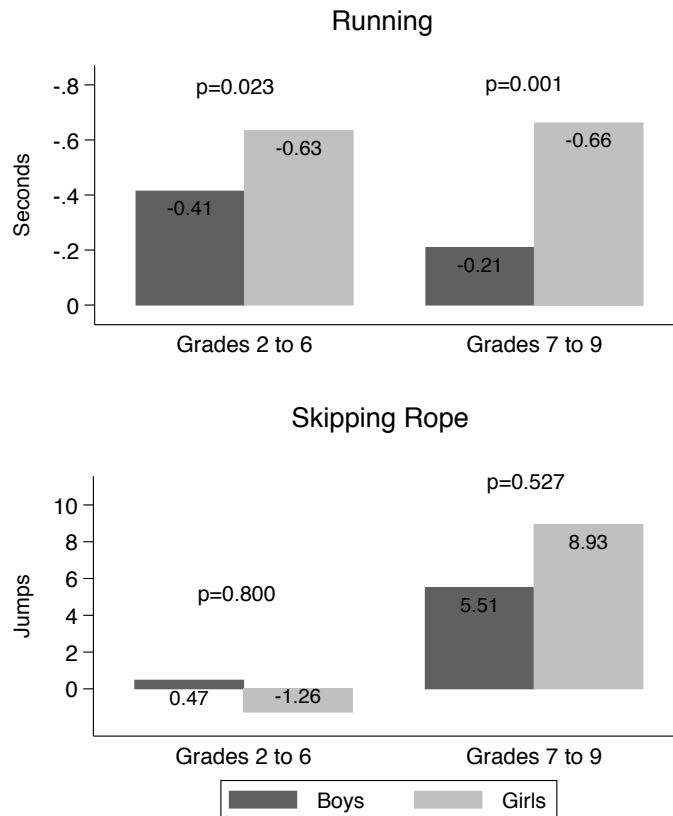 Running
p=0.023
p=0.001
Seconds
-.8
-.6
-.4
-.2
0
-0.41
-0.63
-0.21
-0.66
Grades 2 to 6
Grades 7 to 9
Skipping Rope
p=0.800
p=0.527
Jumps
10
8
6
4
2
0
0.47
-1.26
5.51
8.93
Grades 2 to 6
Grades 7 to 9
Boys
Girls